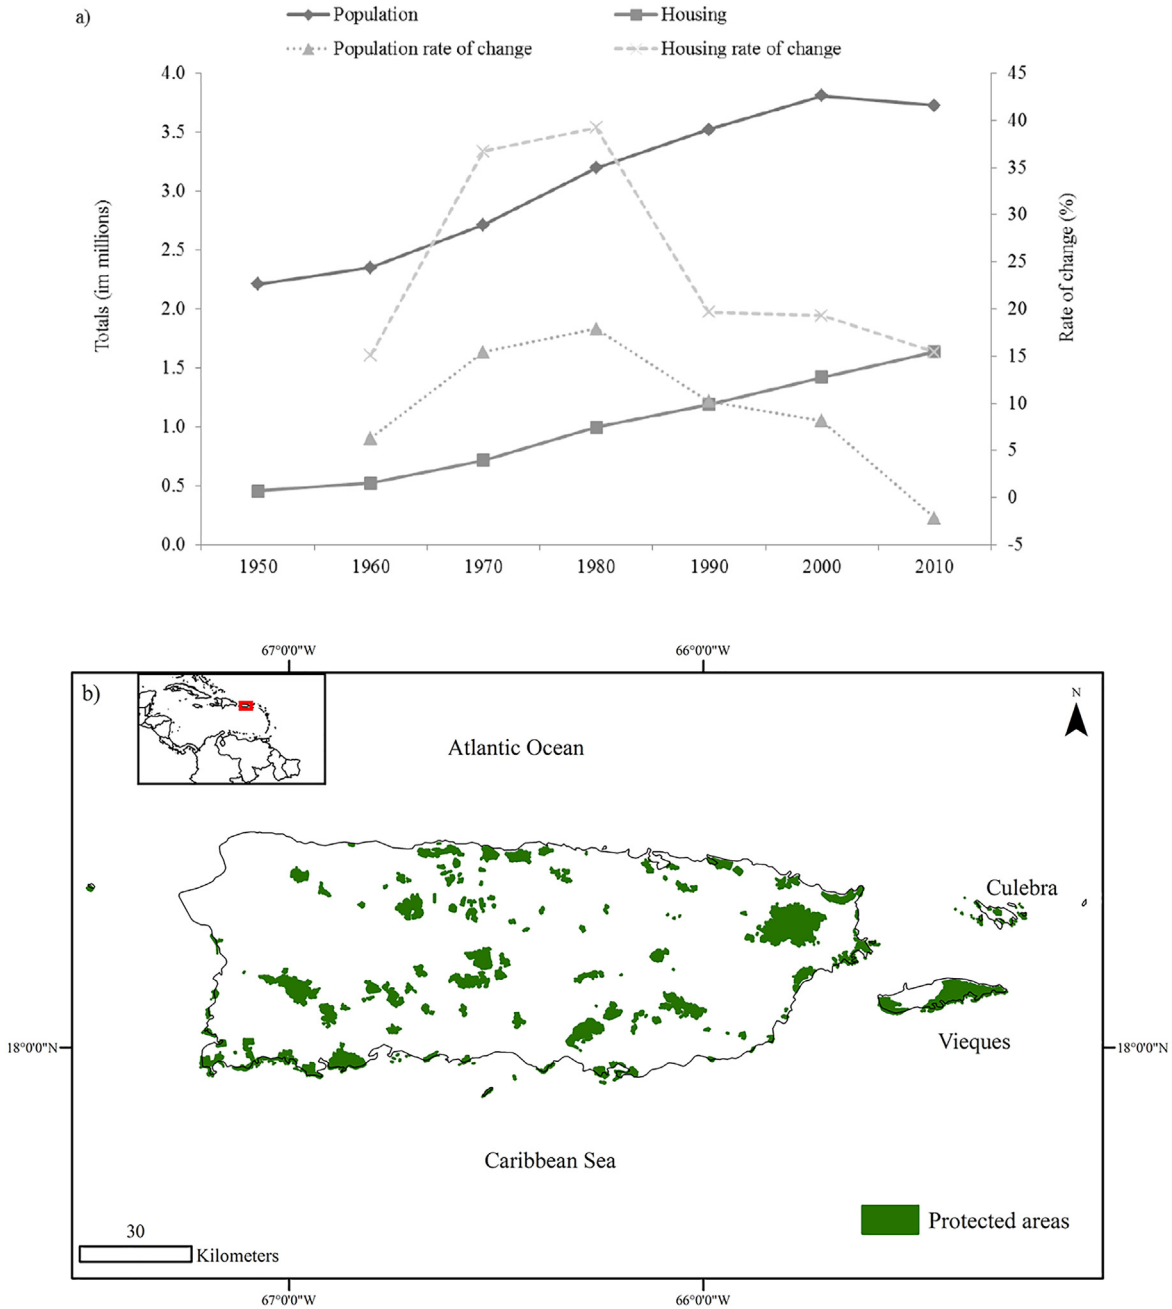 a)
Population
Housing
Population rate of change
Housing rate of change
4.0
3.5
3.0
2.5
2.0
1.5
1.0
0.5
0.0
Totals (im millions)
45
40
35
30
25
20
15
10
5
0
-5
Rate of change (%)
1950 1960 1970 1980 1990 2000 2010
67°0'0"W 66°0'0"W
b)
N
Atlantic Ocean
Culebra
18°0'0"N
Vieques
18°0'0"N
Caribbean Sea
Protected areas
30
Kilometers
67°0'0"W 66°0'0"W